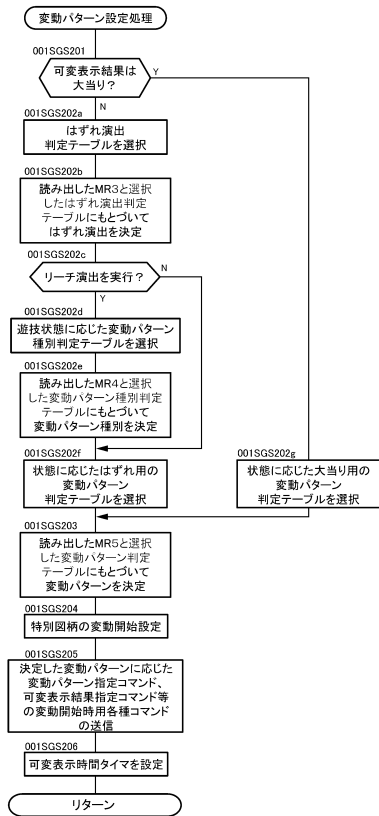 変動パターン設定処理
001SGS201
可変表示結果は
大当り？
Y
N
001SGS202a
はずれ演出
判定テーブルを選択
001SGS202b
読み出したMR3と選択
したはずれ演出判定
テーブルにもとづいて
はずれ演出を決定
001SGS202c
リーチ演出を実行？
N
Y
001SGS202d
遊技状態に応じた変動パターン
種別判定テーブルを選択
001SGS202e
読み出したMR4と選択
した変動パターン種別判定
テーブルにもとづいて
変動パターン種別を決定
001SGS202f
状態に応じたはずれ用の
変動パターン
判定テーブルを選択
001SGS202g
状態に応じた大当り用の
変動パターン
判定テーブルを選択
001SGS203
読み出したMR5と選択
した変動パターン判定
テーブルにもとづいて
変動パターンを決定
001SGS204
特別図柄の変動開始設定
001SGS205
決定した変動パターンに応じた
変動パターン指定コマンド、
可変表示結果指定コマンド等
の変動開始時用各種コマンド
の送信
001SGS206
可変表示時間タイマを設定
リターン